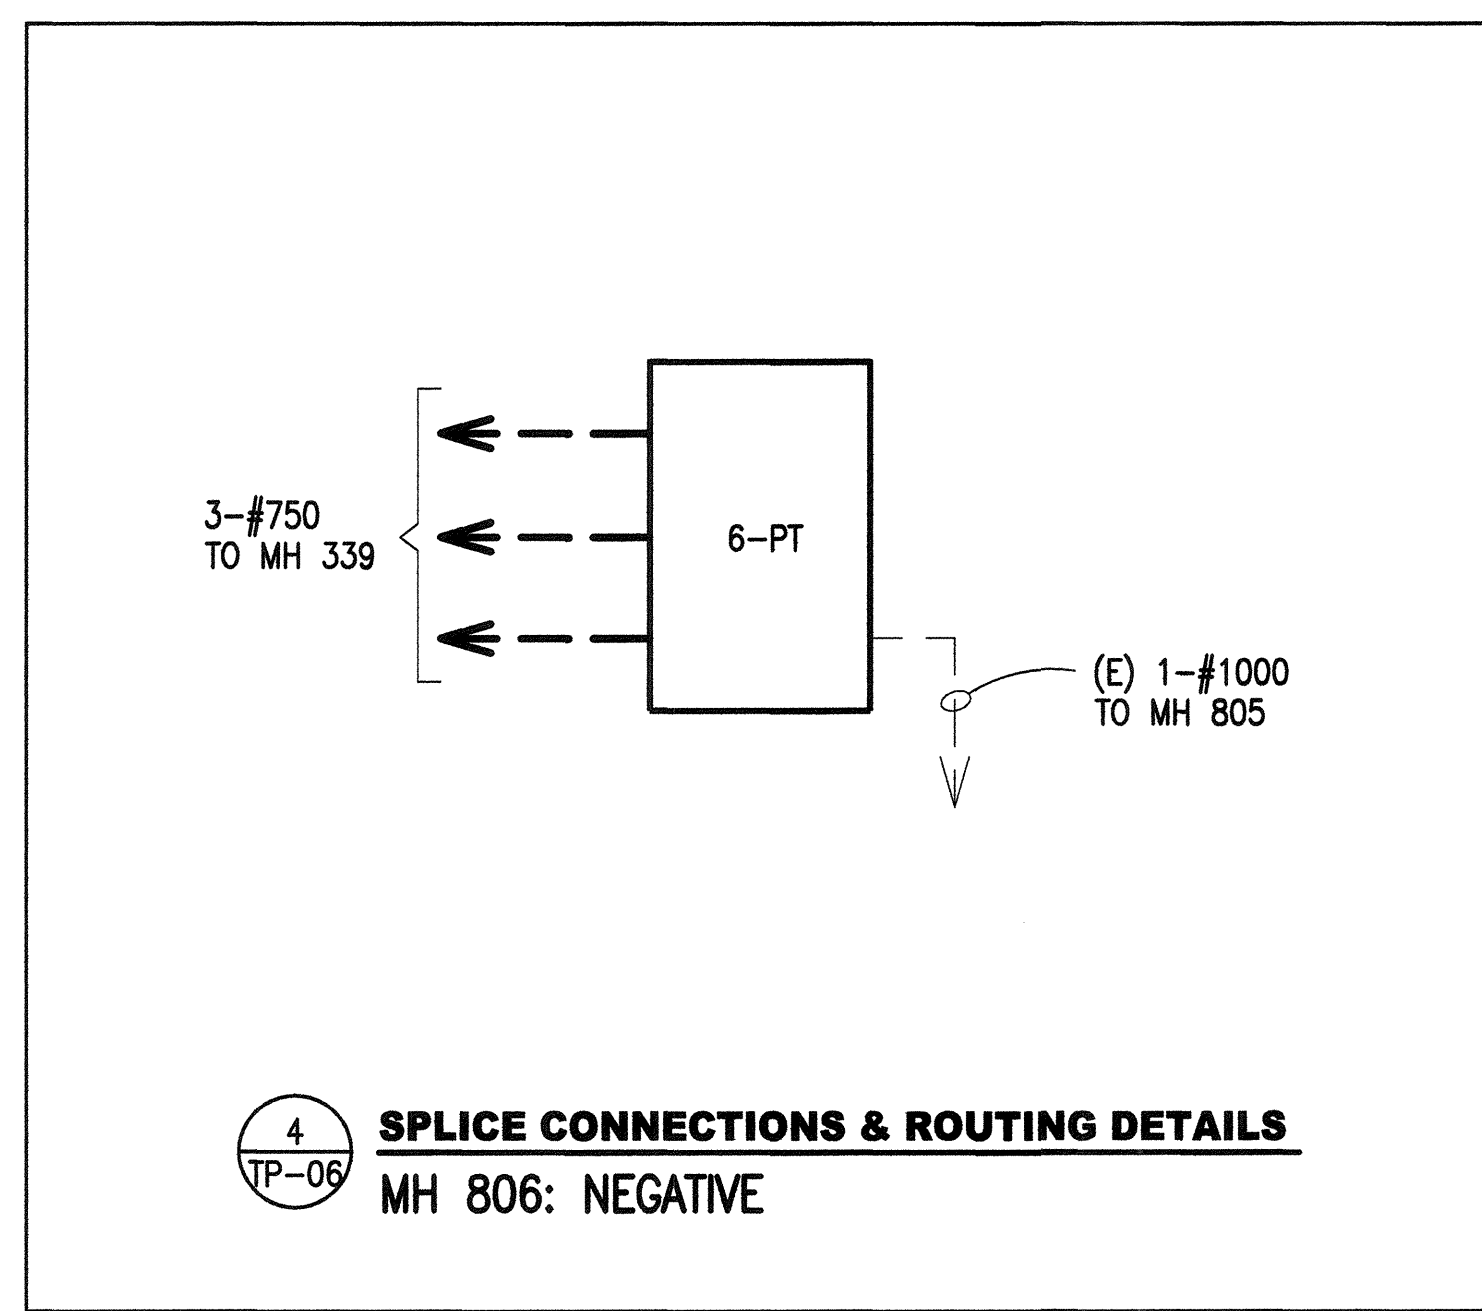 3-#750
TO MH 339
6-PT
(E) 1-#1000
TO MH 805
4
TP-06
SPLICE CONNECTIONS & ROUTING DETAILS
MH 806: NEGATIVE